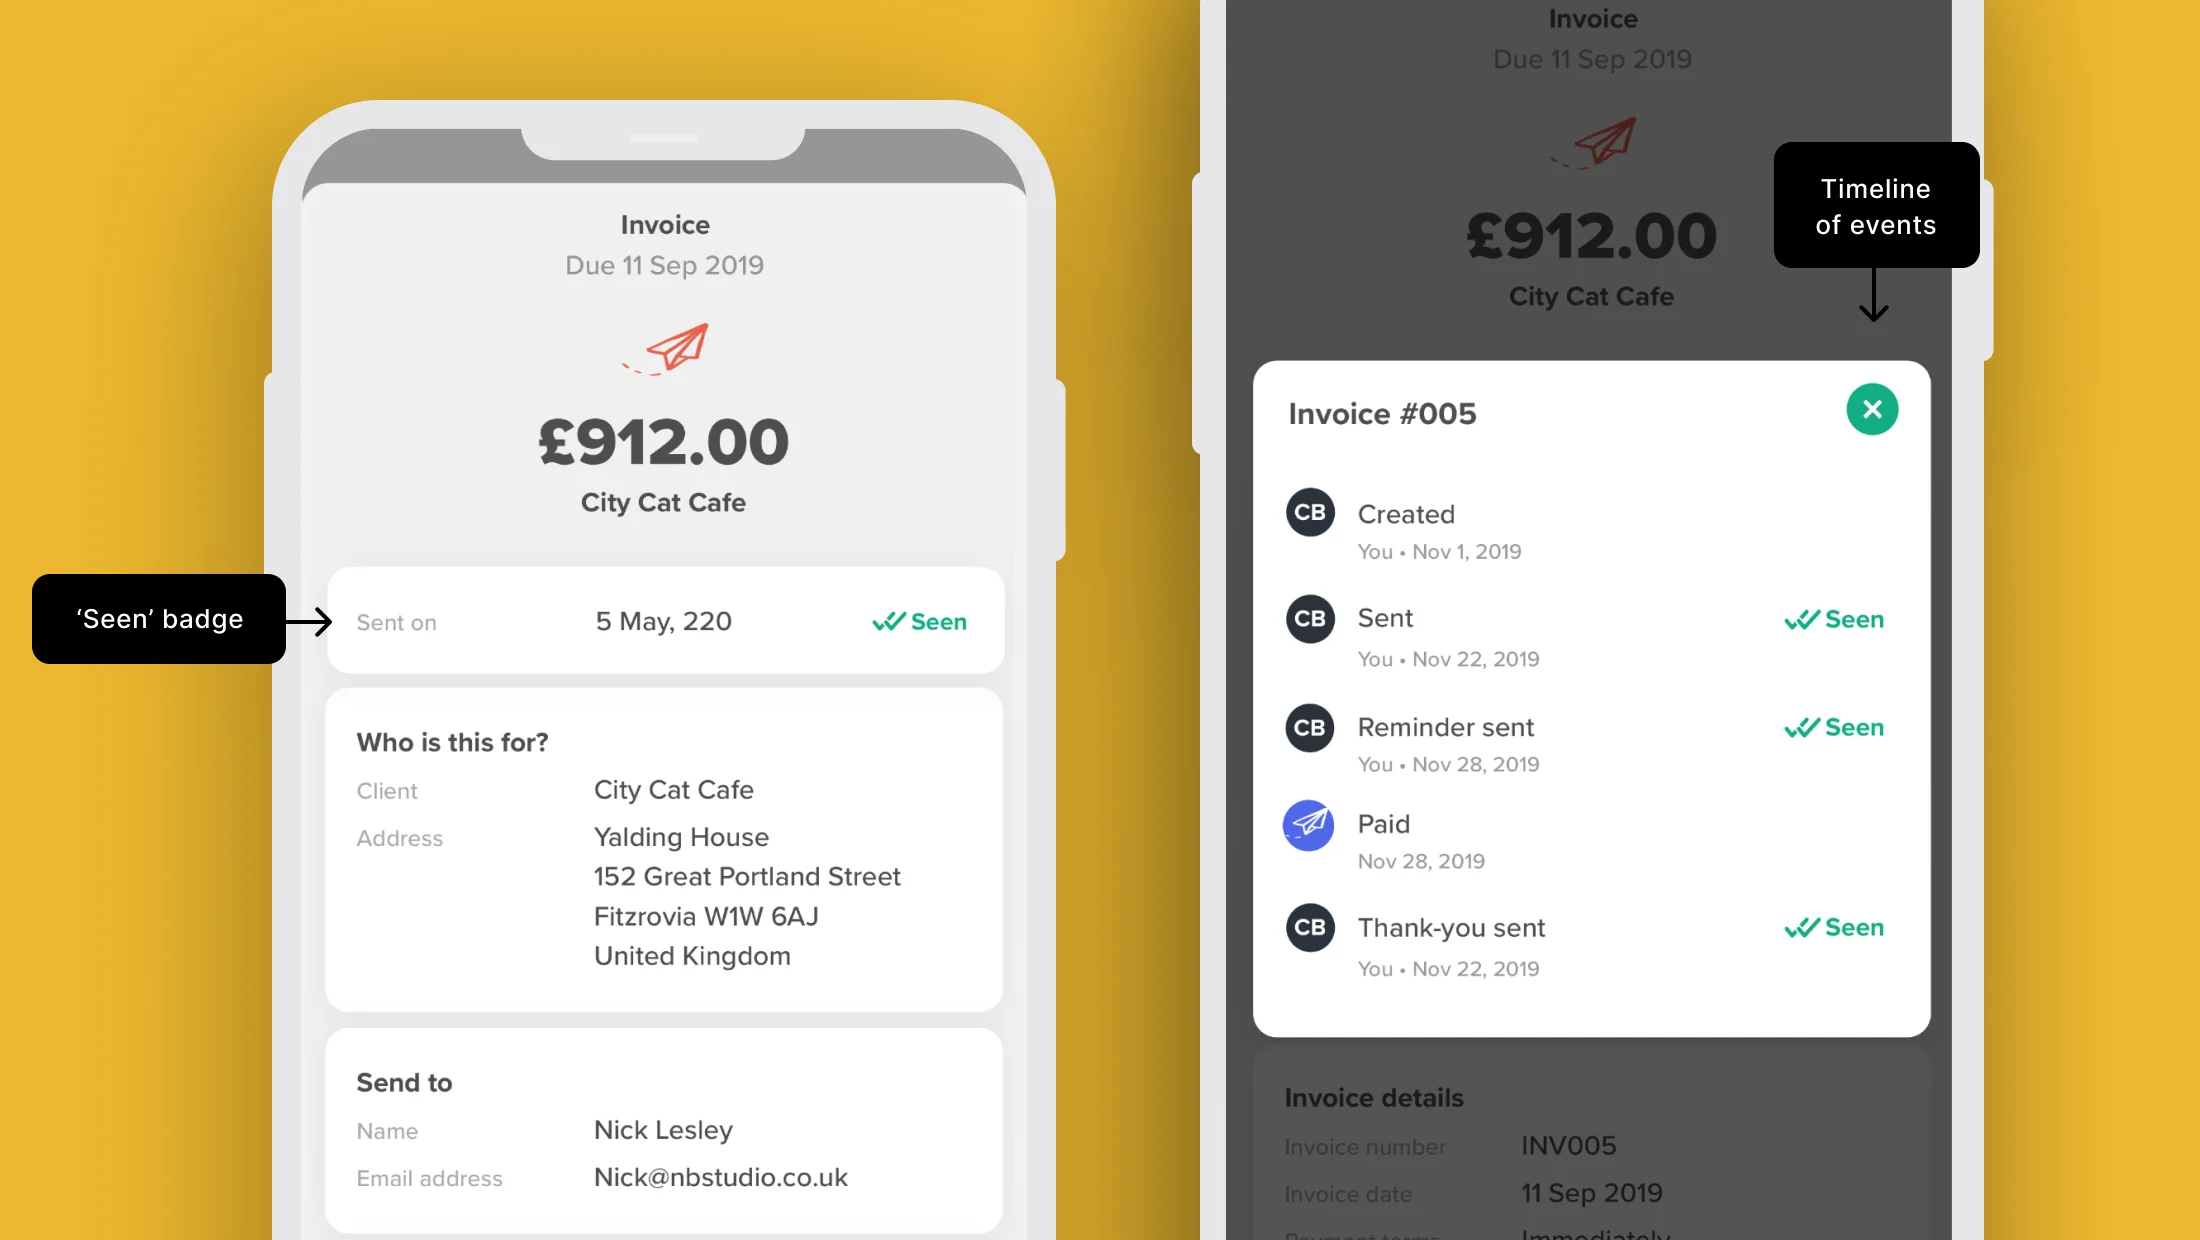 Invoice
Due 11 Sep 2019
£912.00
City Cat Cafe
‘Seen’ badge
Sent on 5 May, 220 Seen
Who is this for?
Client City Cat Cafe
Address Yalding House
152 Great Portland Street
Fitzrovia W1W 6AJ
United Kingdom
Send to
Name Nick Lesley
Email address Nick@nbstudio.co.uk
Invoice
Due 11 Sep 2019
£912.00
City Cat Cafe
Timeline
of events
Invoice #005
CB Created
You • Nov 1, 2019
CB Sent Seen
You • Nov 22, 2019
CB Reminder sent Seen
You • Nov 28, 2019
Paid
Nov 28, 2019
CB Thank-you sent Seen
You • Nov 22, 2019
Invoice details
Invoice number INV005
Invoice date 11 Sep 2019
Payment terms Immediately